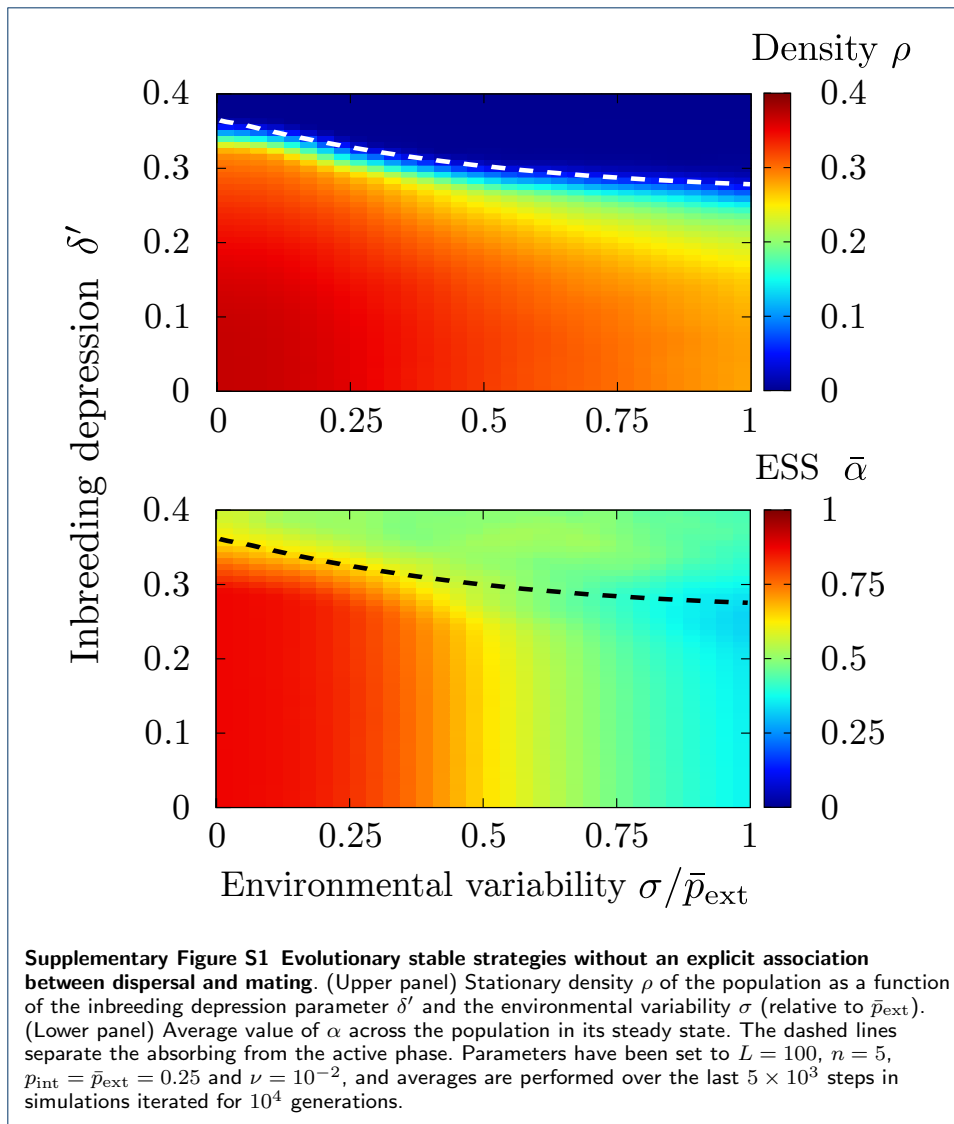 Density ρ
0.4
0.3
0.2
0.1
0
0 0.25 0.5 0.75 1
0.4
0.3
0.2
0.1
0
Inbreeding depression δ′
ESS ᾱ
0.4
0.3
0.2
0.1
0
0 0.25 0.5 0.75 1
1
0.75
0.5
0.25
0
Environmental variability σ/p̄ext
Supplementary Figure S1 Evolutionary stable strategies without an explicit association
between dispersal and mating. (Upper panel) Stationary density ρ of the population as a function
of the inbreeding depression parameter δ′ and the environmental variability σ (relative to p̄ext).
(Lower panel) Average value of α across the population in its steady state. The dashed lines
separate the absorbing from the active phase. Parameters have been set to L = 100, n = 5,
pint = p̄ext = 0.25 and ν = 10⁻², and averages are performed over the last 5 × 10³ steps in
simulations iterated for 10⁴ generations.